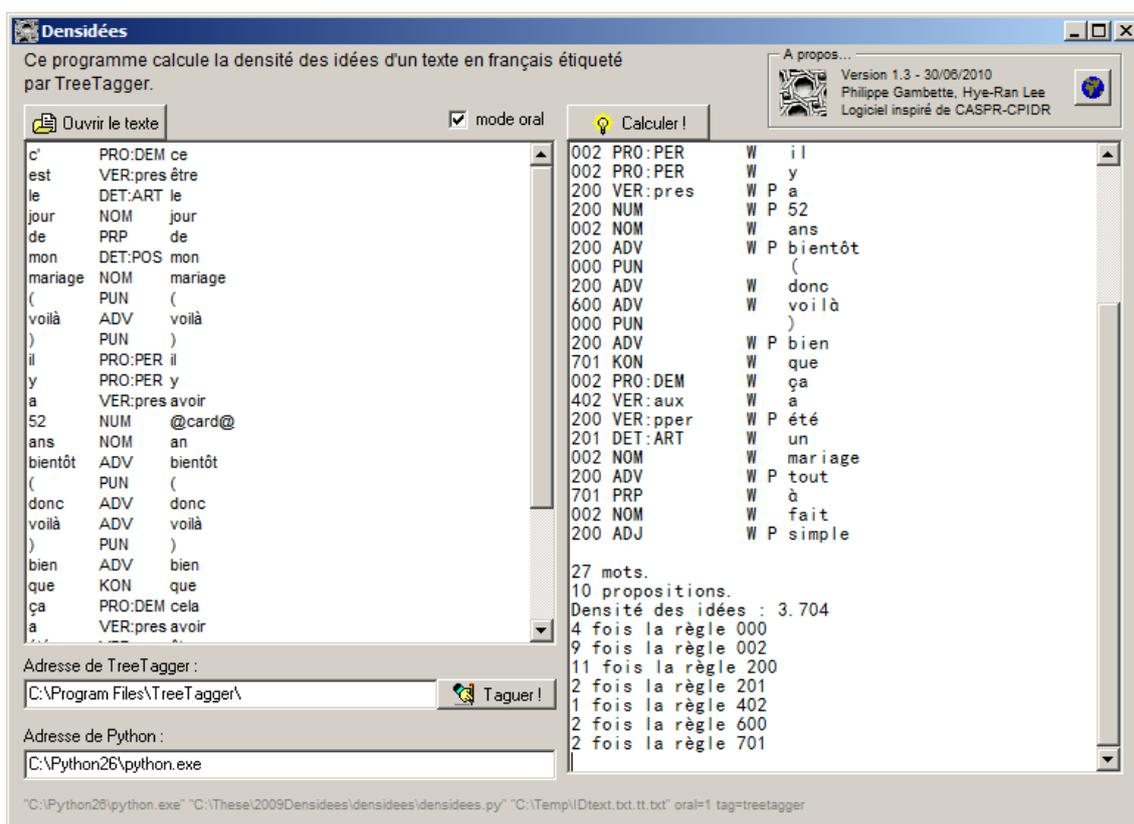 Densidées
Ce programme calcule la densité des idées d'un texte en français étiqueté
par TreeTagger.
A propos...
Version 1.3 - 30/06/2010
Philippe Gambette, Hye-Ran Lee
Logiciel inspiré de CASPR-CPIDR
Ouvrir le texte
mode oral
Calculer !
c' PRO:DEM ce
est VER:pres être
le DET:ART le
jour NOM jour
de PRP de
mon DET:POS mon
mariage NOM mariage
( PUN (
voilà ADV voilà
) PUN )
il PRO:PER il
y PRO:PER y
a VER:pres avoir
52 NUM @card@
ans NOM an
bientôt ADV bientôt
( PUN (
donc ADV donc
voilà ADV voilà
) PUN )
bien ADV bien
que KON que
ça PRO:DEM cela
a VER:pres avoir
Adresse de TreeTagger :
C:\Program Files\TreeTagger\
Taguer !
Adresse de Python :
C:\Python26\python.exe
002 PRO:PER W il
002 PRO:PER W y
200 VER:pres W P a
200 NUM W P 52
002 NOM W ans
200 ADV W P bientôt
000 PUN (
200 ADV W donc
600 ADV W voilà
000 PUN )
200 ADV W P bien
701 KON W que
002 PRO:DEM W ça
402 VER:aux W a
200 VER:pper W P été
201 DET:ART W un
002 NOM W mariage
200 ADV W P tout
701 PRP W à
002 NOM W fait
200 ADJ W P simple
27 mots.
10 propositions.
Densité des idées : 3.704
4 fois la règle 000
9 fois la règle 002
11 fois la règle 200
2 fois la règle 201
1 fois la règle 402
2 fois la règle 600
2 fois la règle 701
"C:\Python26\python.exe" "C:\These\2009Densidees\densidees\densidees.py" "C:\Temp\IDtext.txt.tt.txt" oral=1 tag=treetagger